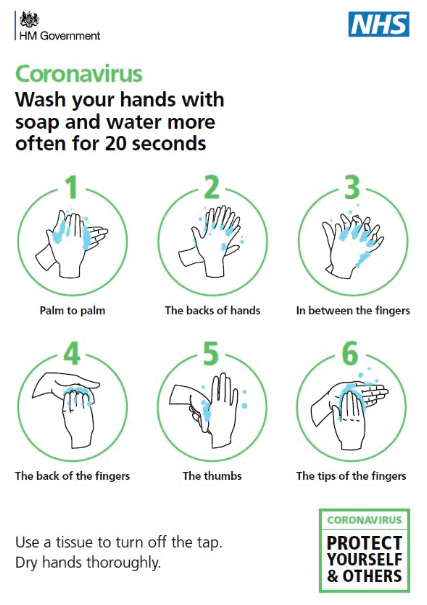 HM Government
NHS
Coronavirus
Wash your hands with
soap and water more
often for 20 seconds
1
2
3
Palm to palm
The backs of hands
In between the fingers
4
5
6
The back of the fingers
The thumbs
The tips of the fingers
Use a tissue to turn off the tap.
Dry hands thoroughly.
CORONAVIRUS
PROTECT
YOURSELF
& OTHERS